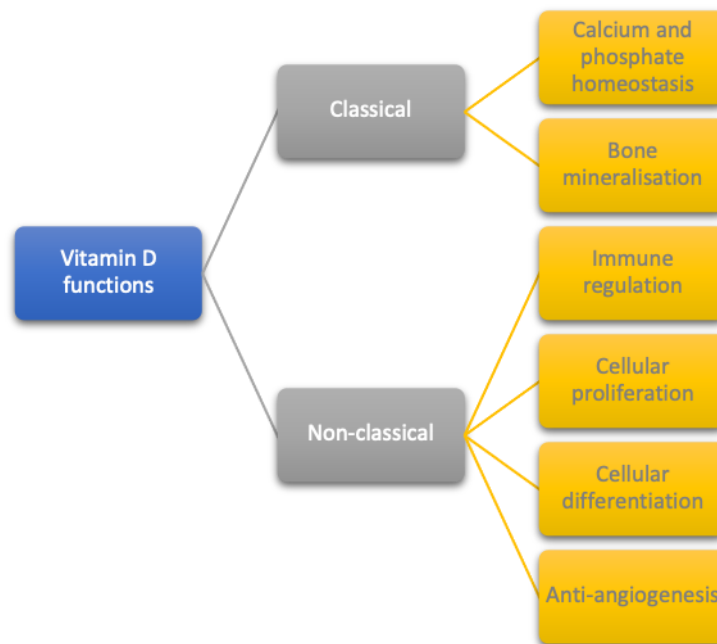 Vitamin D
functions
Classical
Calcium and
phosphate
homeostasis
Bone
mineralisation
Non-classical
Immune
regulation
Cellular
proliferation
Cellular
differentiation
Anti-angiogenesis